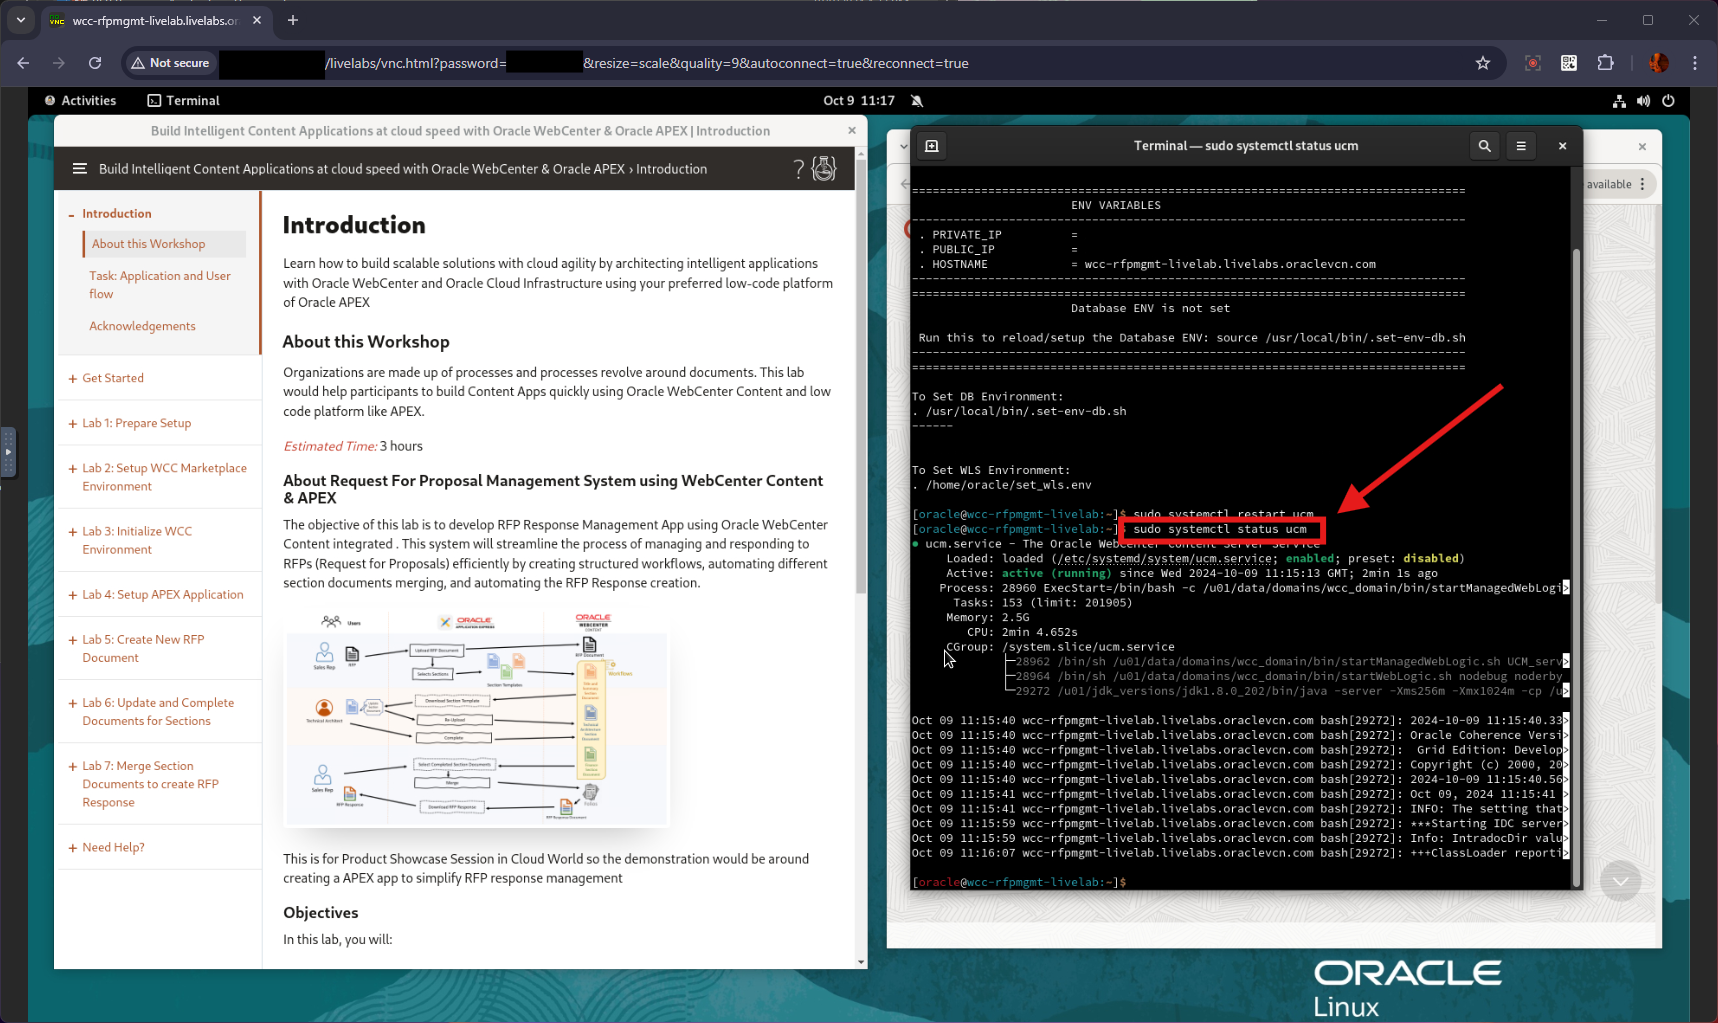 wcc-rfpmgmt-livelab.livelabs.or
Not secure
/livelabs/vnc.html?password=
&resize=scale&quality=9&autoconnect=true&reconnect=true
Activities
Terminal
Oct 9 11:17
Build Intelligent Content Applications at cloud speed with Oracle WebCenter & Oracle APEX | Introduction
Build Intelligent Content Applications at cloud speed with Oracle WebCenter & Oracle APEX › Introduction
- Introduction
About this Workshop
Task: Application and User
flow
Acknowledgements
+ Get Started
+ Lab 1: Prepare Setup
+ Lab 2: Setup WCC Marketplace
Environment
+ Lab 3: Initialize WCC
Environment
+ Lab 4: Setup APEX Application
+ Lab 5: Create New RFP
Document
+ Lab 6: Update and Complete
Documents for Sections
+ Lab 7: Merge Section
Documents to create RFP
Response
+ Need Help?
Introduction
Learn how to build scalable solutions with cloud agility by architecting intelligent applications
with Oracle WebCenter and Oracle Cloud Infrastructure using your preferred low-code platform
of Oracle APEX
About this Workshop
Organizations are made up of processes and processes revolve around documents. This lab
would help participants to build Content Apps quickly using Oracle WebCenter Content and low
code platform like APEX.
Estimated Time: 3 hours
About Request For Proposal Management System using WebCenter Content
& APEX
The objective of this lab is to develop RFP Response Management App using Oracle WebCenter
Content integrated . This system will streamline the process of managing and responding to
RFPs (Request for Proposals) efficiently by creating structured workflows, automating different
section documents merging, and automating the RFP Response creation.
Users
ORACLE
ORACLE
WEBCENTER
CONTENT
Sales Rep
RFP
Upload RFP Document
RFP Document
Selects Sections
Section Templates
Workflows
Technical Architect
Download Section Template
Re-Upload
Complete
Sales Rep
Select Completed Section Documents
Merge
RFP Response
Download RFP Response
RFP Response Document
This is for Product Showcase Session in Cloud World so the demonstration would be around
creating a APEX app to simplify RFP response management
Objectives
In this lab, you will:
available
Terminal — sudo systemctl status ucm
================================================================================
ENV VARIABLES
--------------------------------------------------------------------------------
. PRIVATE_IP =
. PUBLIC_IP =
. HOSTNAME = wcc-rfpmgmt-livelab.livelabs.oraclevcn.com
--------------------------------------------------------------------------------
================================================================================
Database ENV is not set
Run this to reload/setup the Database ENV: source /usr/local/bin/.set-env-db.sh
--------------------------------------------------------------------------------
================================================================================
To Set DB Environment:
. /usr/local/bin/.set-env-db.sh
------
To Set WLS Environment:
. /home/oracle/set_wls.env
[oracle@wcc-rfpmgmt-livelab:~]$ sudo systemctl restart ucm
[oracle@wcc-rfpmgmt-livelab:~]$ sudo systemctl status ucm
● ucm.service - The Oracle WebCenter Content Server Service
Loaded: loaded (/etc/systemd/system/ucm.service; enabled; preset: disabled)
Active: active (running) since Wed 2024-10-09 11:15:13 GMT; 2min 1s ago
Process: 28960 ExecStart=/bin/bash -c /u01/data/domains/wcc_domain/bin/startManagedWebLogi>
Tasks: 153 (limit: 201905)
Memory: 2.5G
CPU: 2min 4.652s
CGroup: /system.slice/ucm.service
├─28962 /bin/sh /u01/data/domains/wcc_domain/bin/startManagedWebLogic.sh UCM_serv>
├─28964 /bin/sh /u01/data/domains/wcc_domain/bin/startWebLogic.sh nodebug noderby
└─29272 /u01/jdk_versions/jdk1.8.0_202/bin/java -server -Xms256m -Xmx1024m -cp /u>
Oct 09 11:15:40 wcc-rfpmgmt-livelab.livelabs.oraclevcn.com bash[29272]: 2024-10-09 11:15:40.33>
Oct 09 11:15:40 wcc-rfpmgmt-livelab.livelabs.oraclevcn.com bash[29272]: Oracle Coherence Versi>
Oct 09 11:15:40 wcc-rfpmgmt-livelab.livelabs.oraclevcn.com bash[29272]: Grid Edition: Develop>
Oct 09 11:15:40 wcc-rfpmgmt-livelab.livelabs.oraclevcn.com bash[29272]: Copyright (c) 2000, 20>
Oct 09 11:15:40 wcc-rfpmgmt-livelab.livelabs.oraclevcn.com bash[29272]: 2024-10-09 11:15:40.56>
Oct 09 11:15:41 wcc-rfpmgmt-livelab.livelabs.oraclevcn.com bash[29272]: Oct 09, 2024 11:15:41 >
Oct 09 11:15:41 wcc-rfpmgmt-livelab.livelabs.oraclevcn.com bash[29272]: INFO: The setting that>
Oct 09 11:15:59 wcc-rfpmgmt-livelab.livelabs.oraclevcn.com bash[29272]: ***Starting IDC server>
Oct 09 11:15:59 wcc-rfpmgmt-livelab.livelabs.oraclevcn.com bash[29272]: Info: IntradocDir valu>
Oct 09 11:16:07 wcc-rfpmgmt-livelab.livelabs.oraclevcn.com bash[29272]: +++ClassLoader reporti>
[oracle@wcc-rfpmgmt-livelab:~]$
ORACLE
Linux